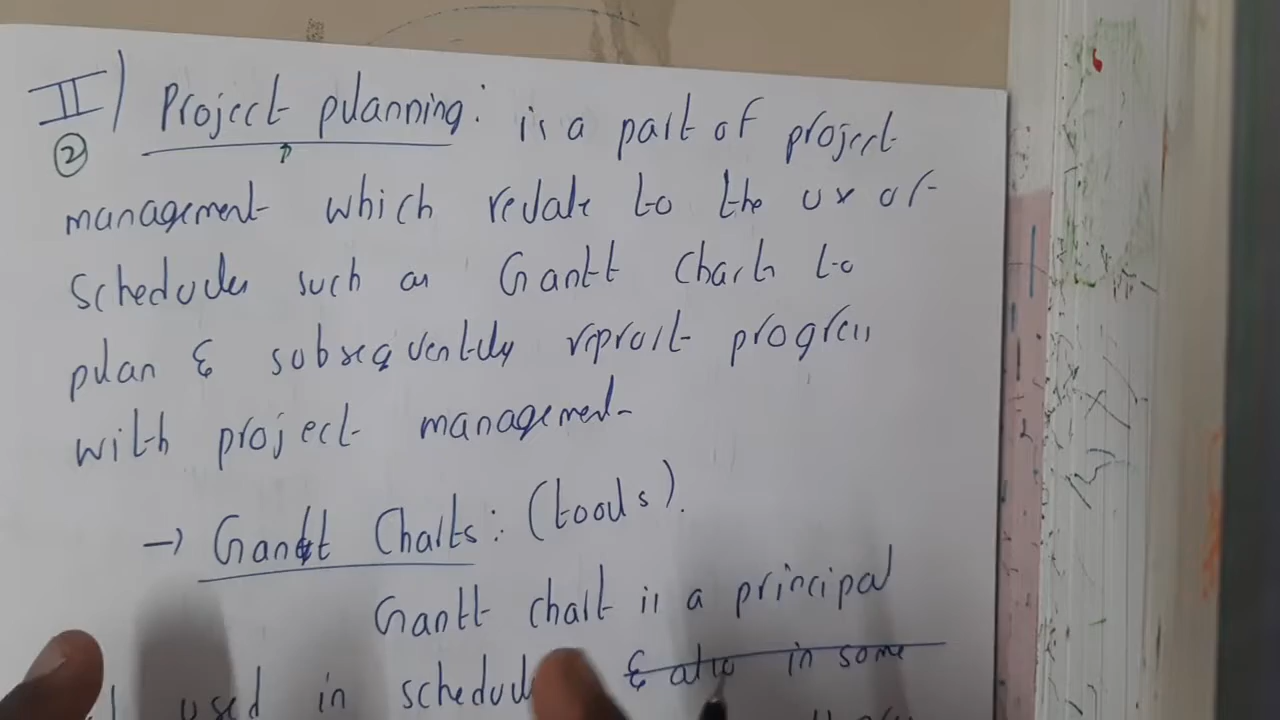 II) Project planning: is a part of project
②
management which relate to the use of
schedules such as Gantt charts to
plan & subsequently report progress
with project management
→ Gantt Charts: (tools).
Gantt chart is a principal
used in schedul & also in some